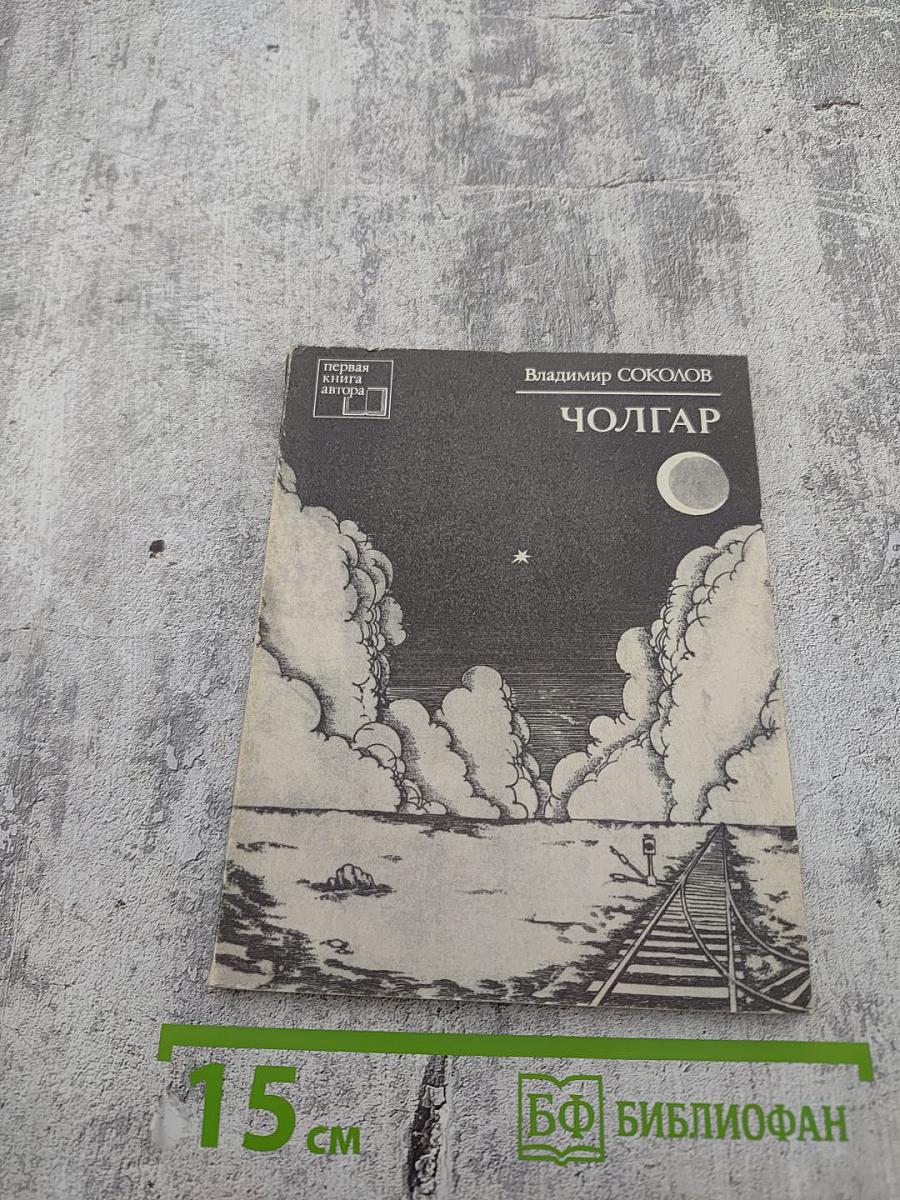 первая
книга
автора
Владимир СОКОЛОВ
ЧОЛГАР
15 см
БФ БИБЛИОФАН